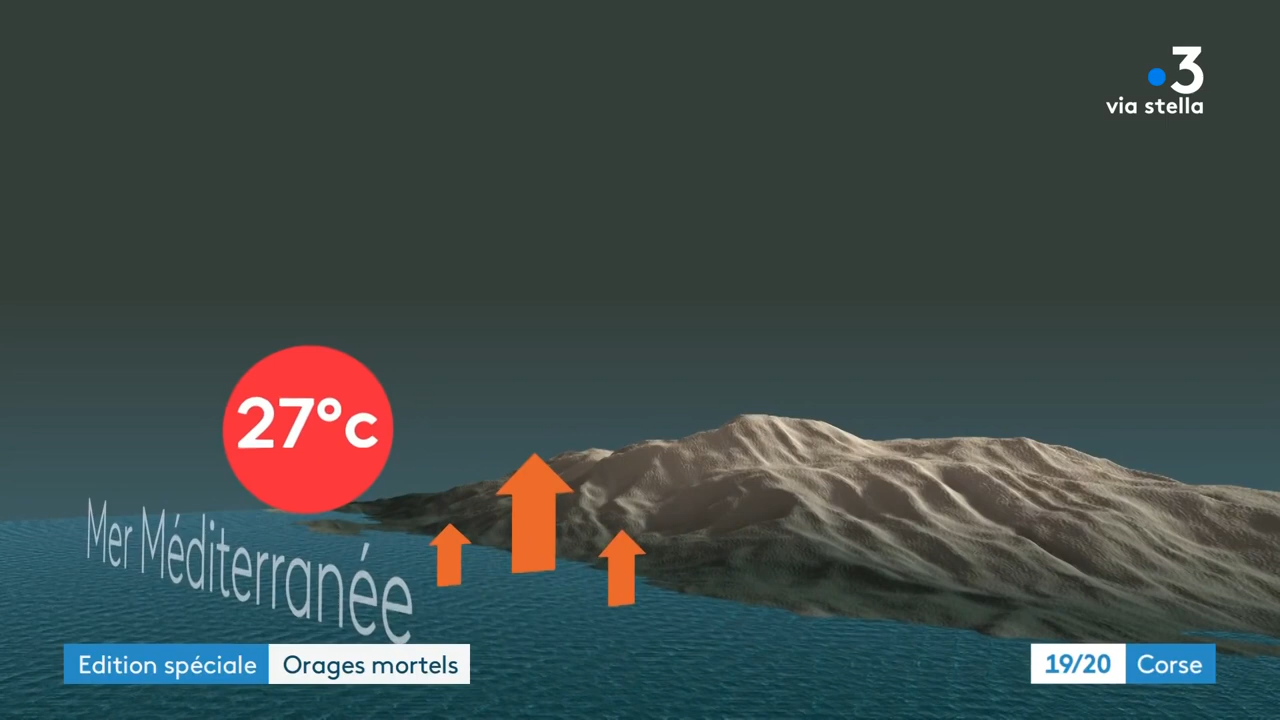 3
via stella
27°c
Mer Méditerranée
Edition spéciale
Orages mortels
19/20
Corse